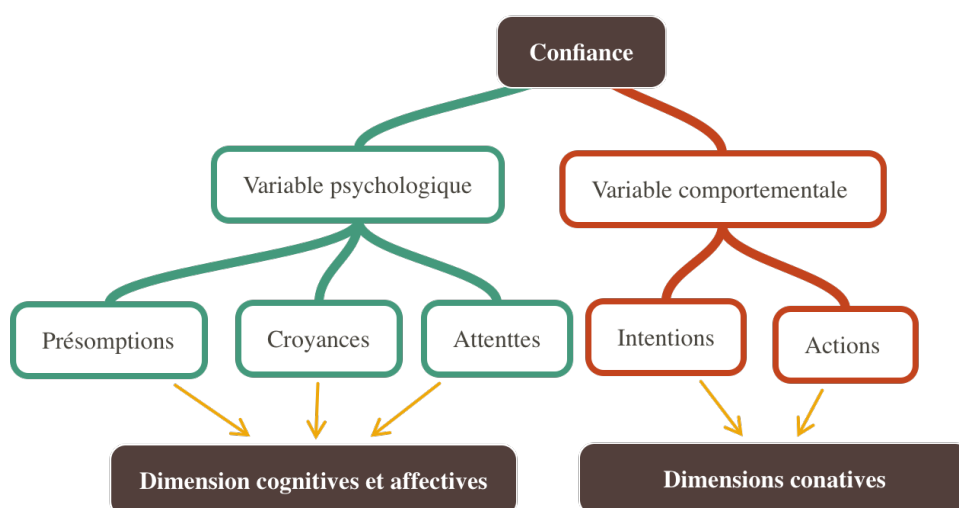 Confiance
Variable psychologique
Variable comportementale
Présomptions
Croyances
Attenttes
Intentions
Actions
Dimension cognitives et affectives
Dimensions conatives